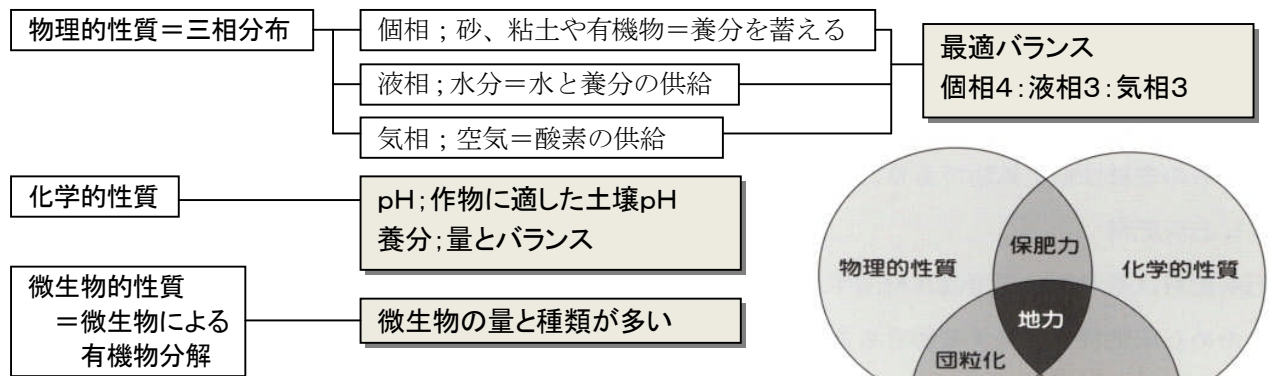 物理的性質＝三相分布
個相；砂、粘土や有機物＝養分を蓄える
液相；水分＝水と養分の供給
気相；空気＝酸素の供給
最適バランス
個相４：液相３：気相３
化学的性質
ｐＨ；作物に適した土壌ｐＨ
養分；量とバランス
微生物的性質
＝微生物による
有機物分解
微生物の量と種類が多い
物理的性質
保肥力
化学的性質
地力
団粒化